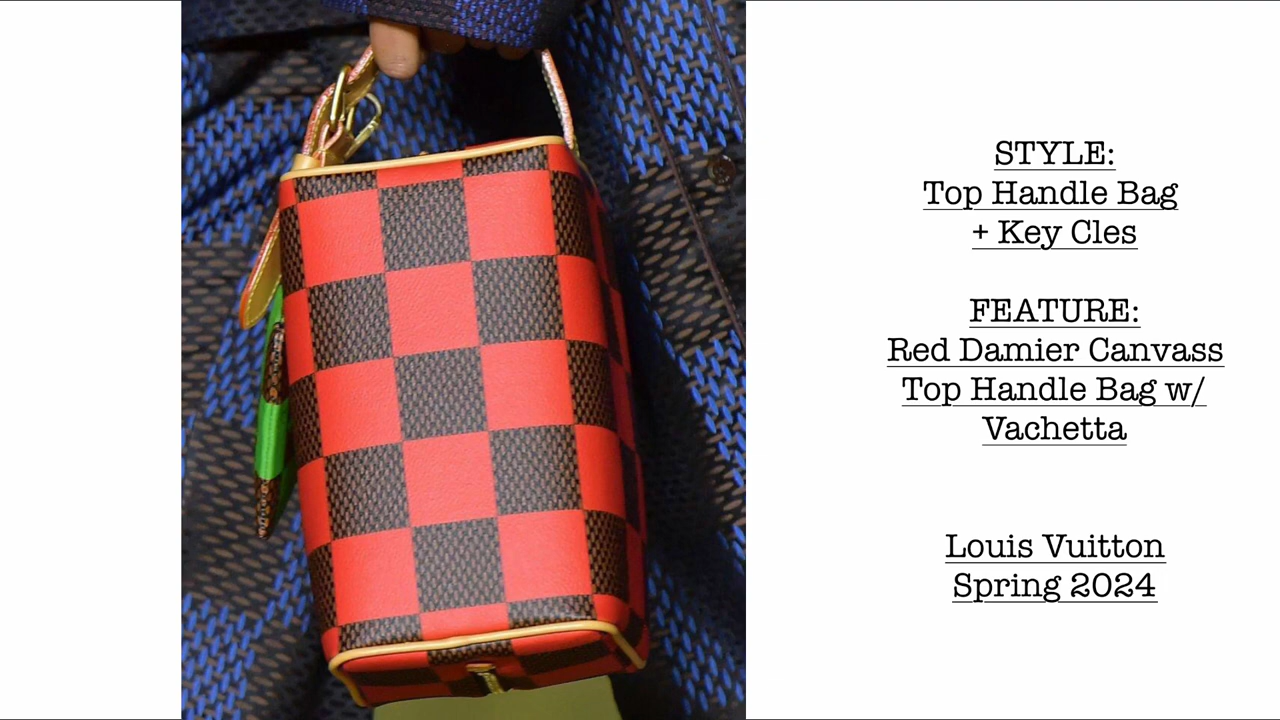 STYLE:
Top Handle Bag
+ Key Cles
FEATURE:
Red Damier Canvass
Top Handle Bag w/
Vachetta
Louis Vuitton
Spring 2024